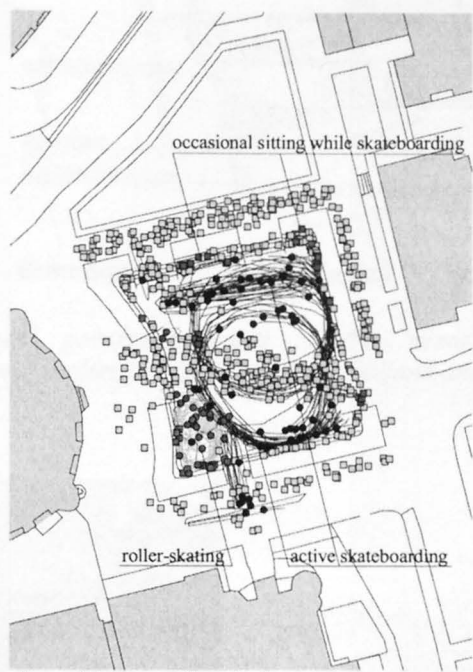 occasional sitting while skateboarding
roller-skating
active skateboarding